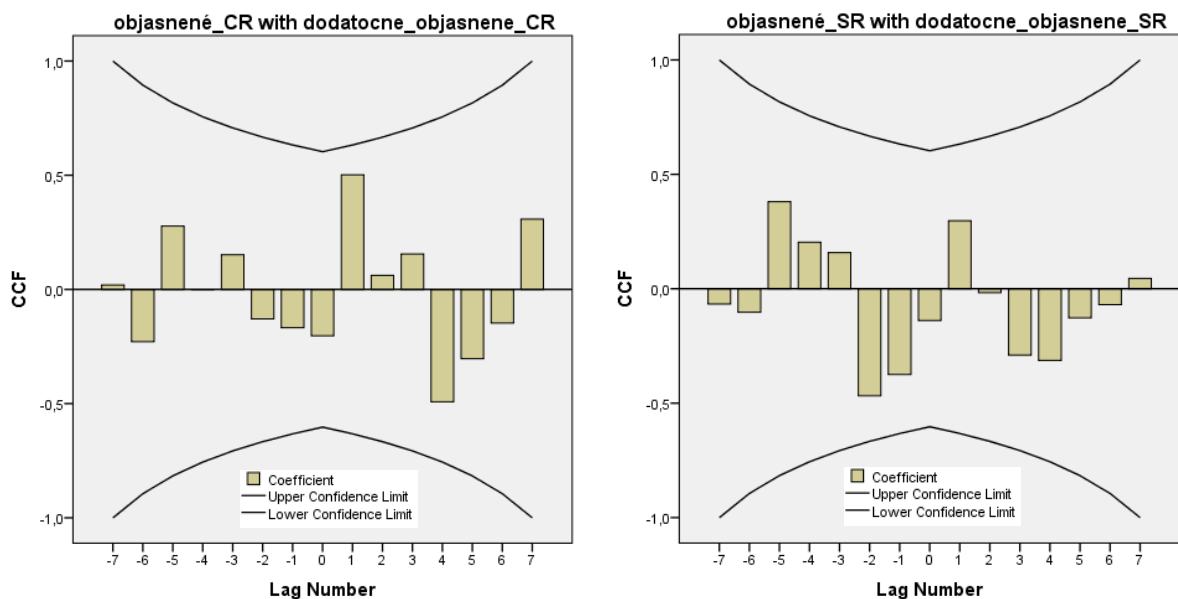 objasnené_CR with dodatocne_objasnene_CR
1,0
0,5
0,0
-0,5
-1,0
CCF
Coefficient
Upper Confidence Limit
Lower Confidence Limit
-7 -6 -5 -4 -3 -2 -1 0 1 2 3 4 5 6 7
Lag Number
objasnené_SR with dodatocne_objasnene_SR
1,0
0,5
0,0
-0,5
-1,0
CCF
Coefficient
Upper Confidence Limit
Lower Confidence Limit
-7 -6 -5 -4 -3 -2 -1 0 1 2 3 4 5 6 7
Lag Number